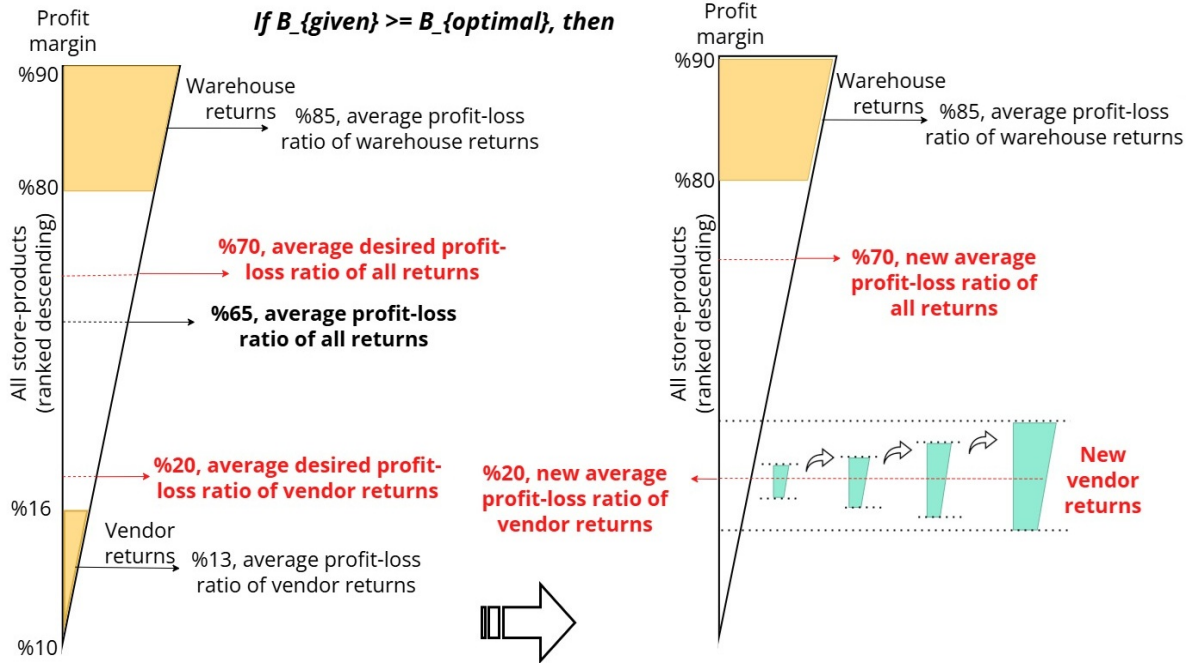 If B_{given} >= B_{optimal}, then
Profit
margin
%90
Warehouse
returns
%85, average profit-loss
ratio of warehouse returns
%80
All store-products
(ranked descending)
%70, average desired profit-
loss ratio of all returns
%65, average profit-loss
ratio of all returns
%20, average desired profit-
loss ratio of vendor returns
%16
Vendor
returns
%13, average profit-loss
ratio of vendor returns
%10
Profit
margin
%90
Warehouse
returns
%85, average profit-loss
ratio of warehouse returns
%80
All store-products
(ranked descending)
%70, new average
profit-loss ratio of
all returns
%20, new average
profit-loss ratio of
vendor returns
New
vendor
returns